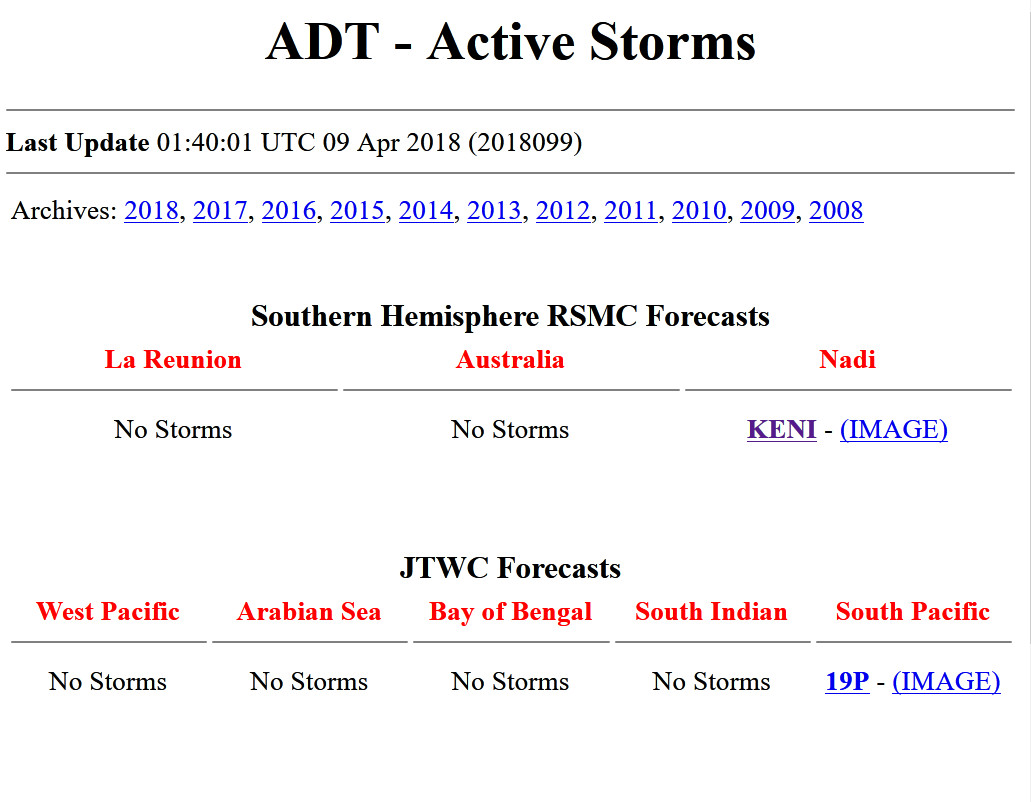 ADT - Active Storms
Last Update 01:40:01 UTC 09 Apr 2018 (2018099)
Archives: 2018, 2017, 2016, 2015, 2014, 2013, 2012, 2011, 2010, 2009, 2008
Southern Hemisphere RSMC Forecasts
La Reunion Australia Nadi
No Storms No Storms KENI - (IMAGE)
JTWC Forecasts
West Pacific Arabian Sea Bay of Bengal South Indian South Pacific
No Storms No Storms No Storms No Storms 19P - (IMAGE)